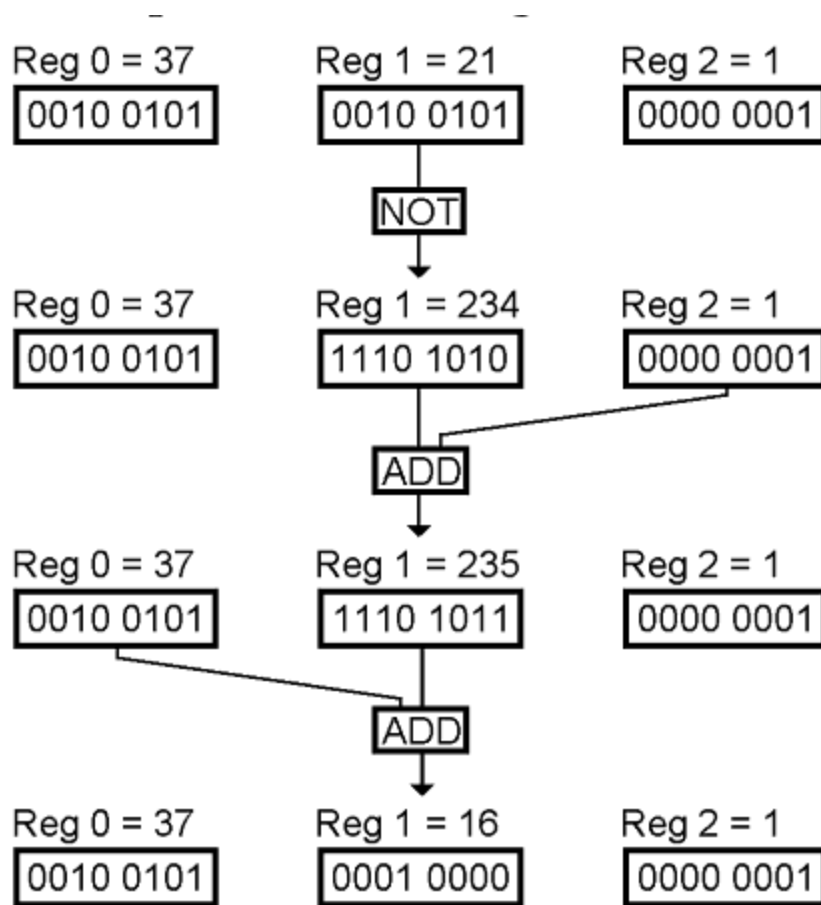 Reg 0 = 37 Reg 1 = 21 Reg 2 = 1
0010 0101 0010 0101 0000 0001
NOT
Reg 0 = 37 Reg 1 = 234 Reg 2 = 1
0010 0101 1110 1010 0000 0001
ADD
Reg 0 = 37 Reg 1 = 235 Reg 2 = 1
0010 0101 1110 1011 0000 0001
ADD
Reg 0 = 37 Reg 1 = 16 Reg 2 = 1
0010 0101 0001 0000 0000 0001